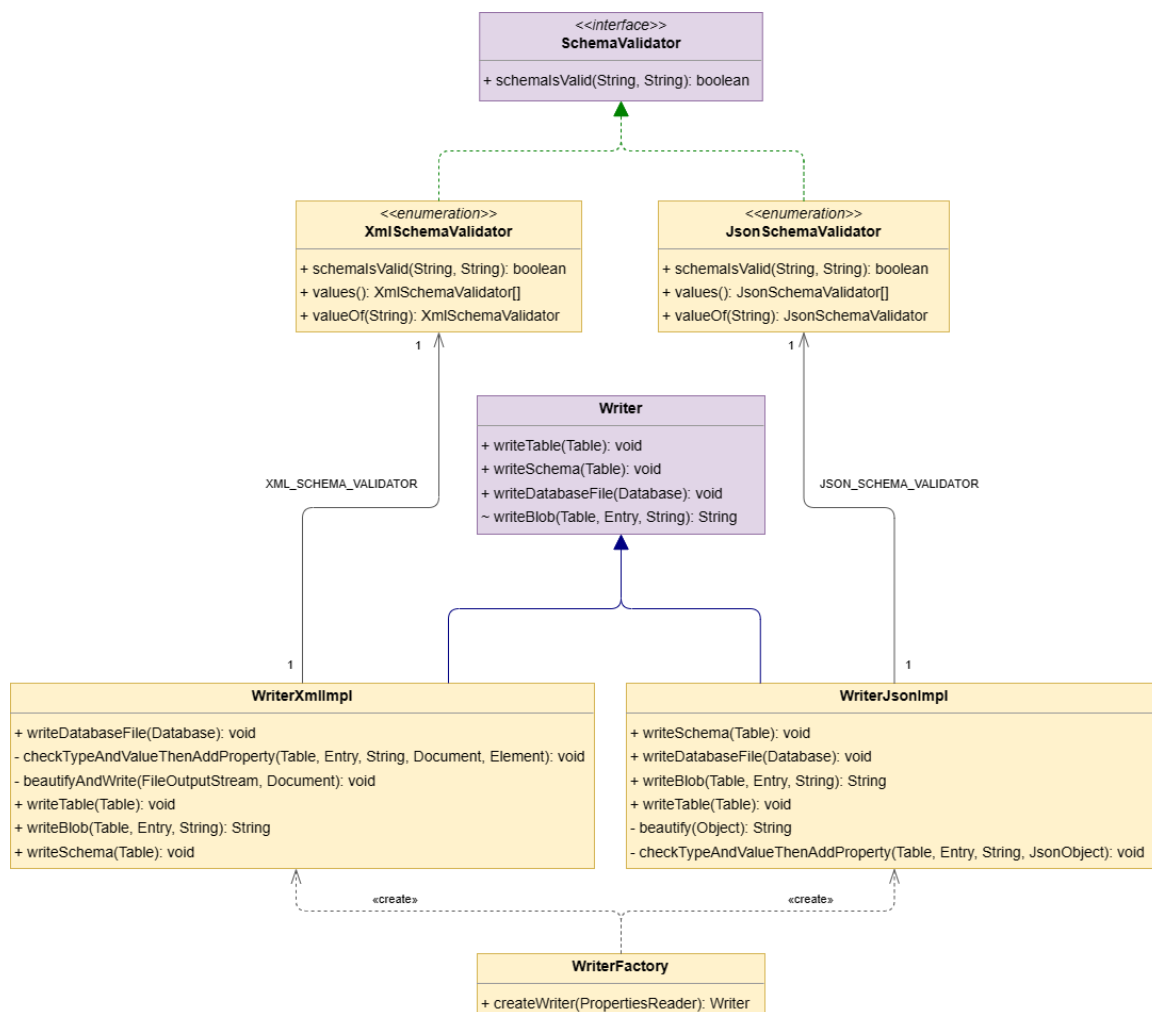 <<interface>>
SchemaValidator
+ schemaIsValid(String, String): boolean
<<enumeration>>
XmlSchemaValidator
+ schemaIsValid(String, String): boolean
+ values(): XmlSchemaValidator[]
+ valueOf(String): XmlSchemaValidator
<<enumeration>>
JsonSchemaValidator
+ schemaIsValid(String, String): boolean
+ values(): JsonSchemaValidator[]
+ valueOf(String): JsonSchemaValidator
1
1
Writer
+ writeTable(Table): void
+ writeSchema(Table): void
+ writeDatabaseFile(Database): void
~ writeBlob(Table, Entry, String): String
XML_SCHEMA_VALIDATOR
JSON_SCHEMA_VALIDATOR
1
1
WriterXmlImpl
+ writeDatabaseFile(Database): void
- checkTypeAndValueThenAddProperty(Table, Entry, String, Document, Element): void
- beautifyAndWrite(FileOutputStream, Document): void
+ writeTable(Table): void
+ writeBlob(Table, Entry, String): String
+ writeSchema(Table): void
WriterJsonImpl
+ writeSchema(Table): void
+ writeDatabaseFile(Database): void
+ writeBlob(Table, Entry, String): String
+ writeTable(Table): void
- beautify(Object): String
- checkTypeAndValueThenAddProperty(Table, Entry, String, JsonObject): void
«create»
«create»
WriterFactory
+ createWriter(PropertiesReader): Writer